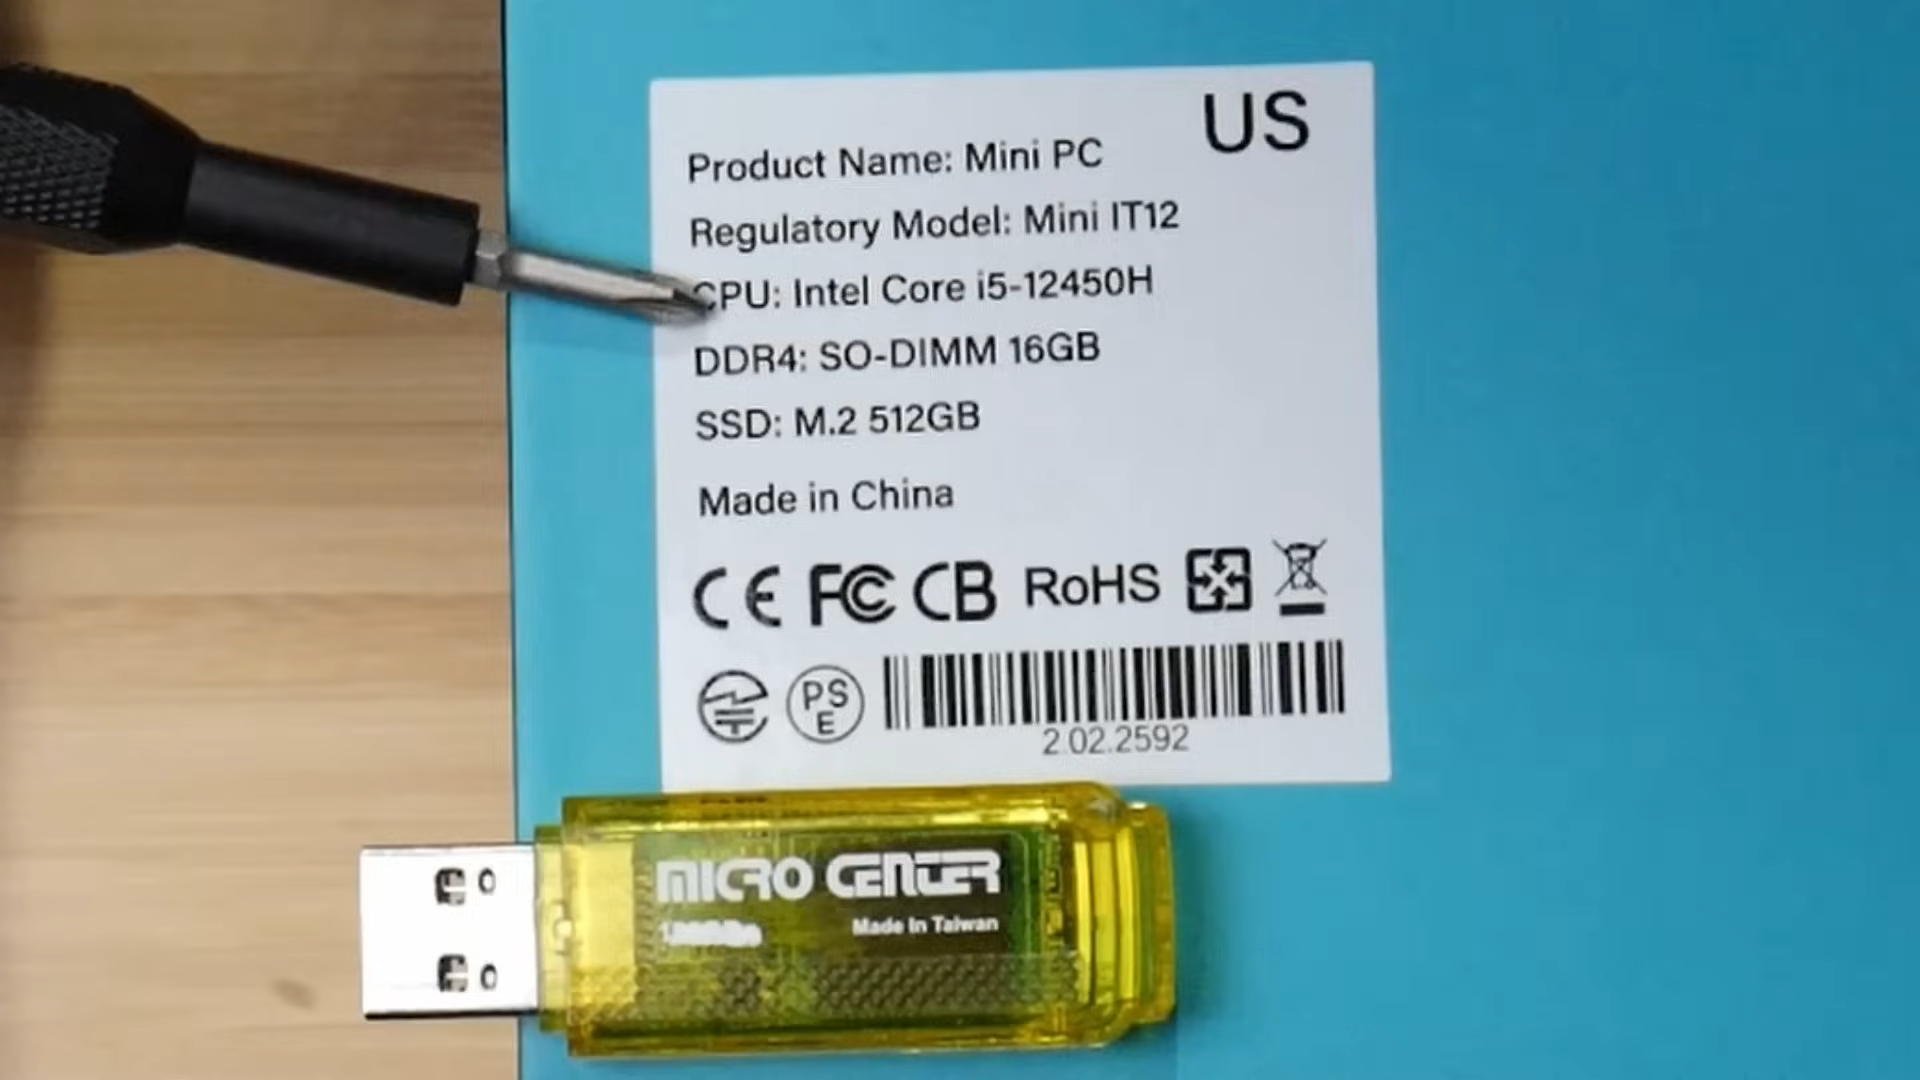 US
Product Name: Mini PC
Regulatory Model: Mini IT12
CPU: Intel Core i5-12450H
DDR4: SO-DIMM 16GB
SSD: M.2 512GB
Made in China
CE FC CB RoHS
PS
E
2.02.2592
MICRO CENTER
Made In Taiwan